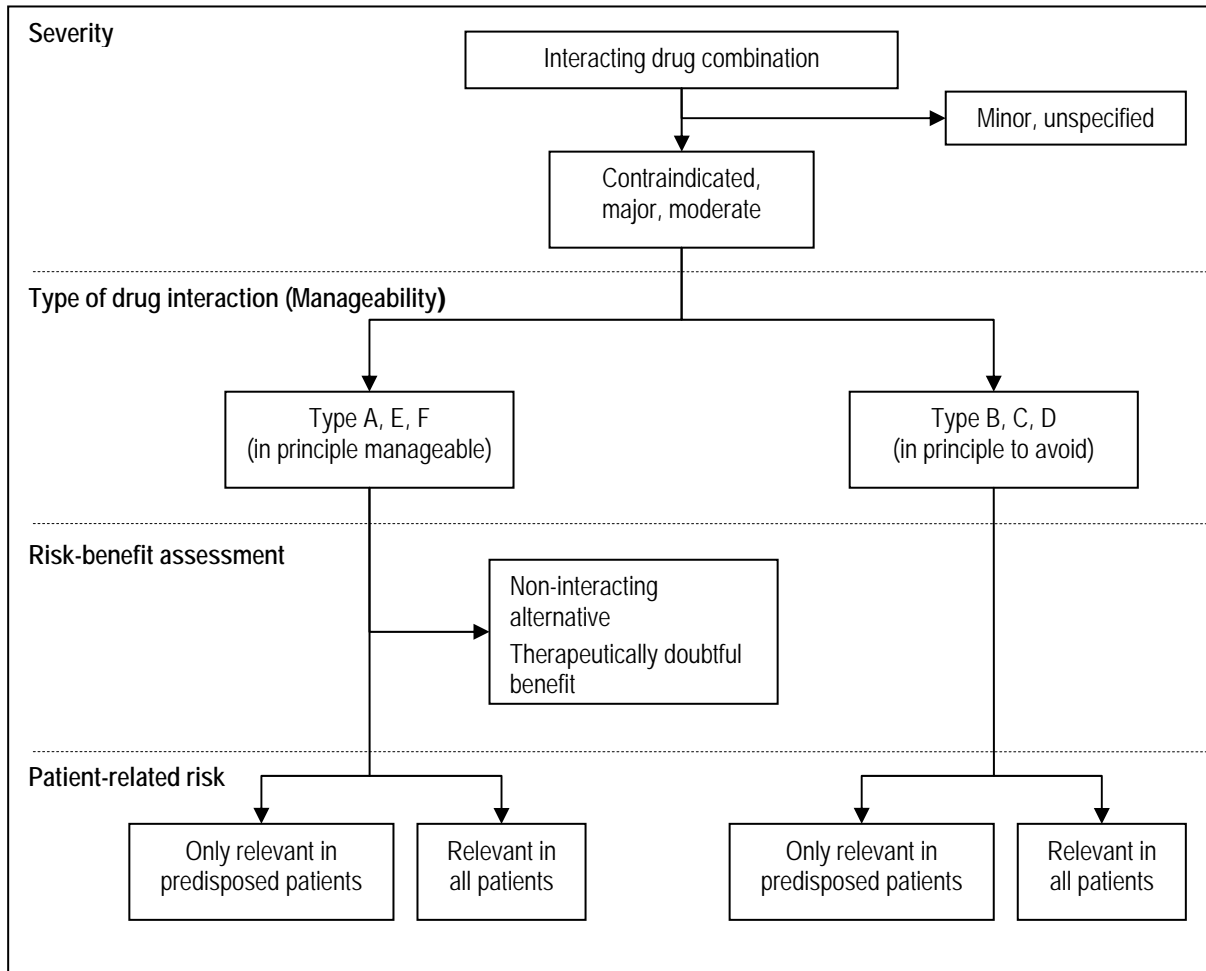 Severity
Interacting drug combination
Minor, unspecified
Contraindicated,
major, moderate
Type of drug interaction (Manageability)
Type A, E, F
(in principle manageable)
Type B, C, D
(in principle to avoid)
Risk-benefit assessment
Non-interacting
alternative
Therapeutically doubtful
benefit
Patient-related risk
Only relevant in
predisposed patients
Relevant in
all patients
Only relevant in
predisposed patients
Relevant in
all patients